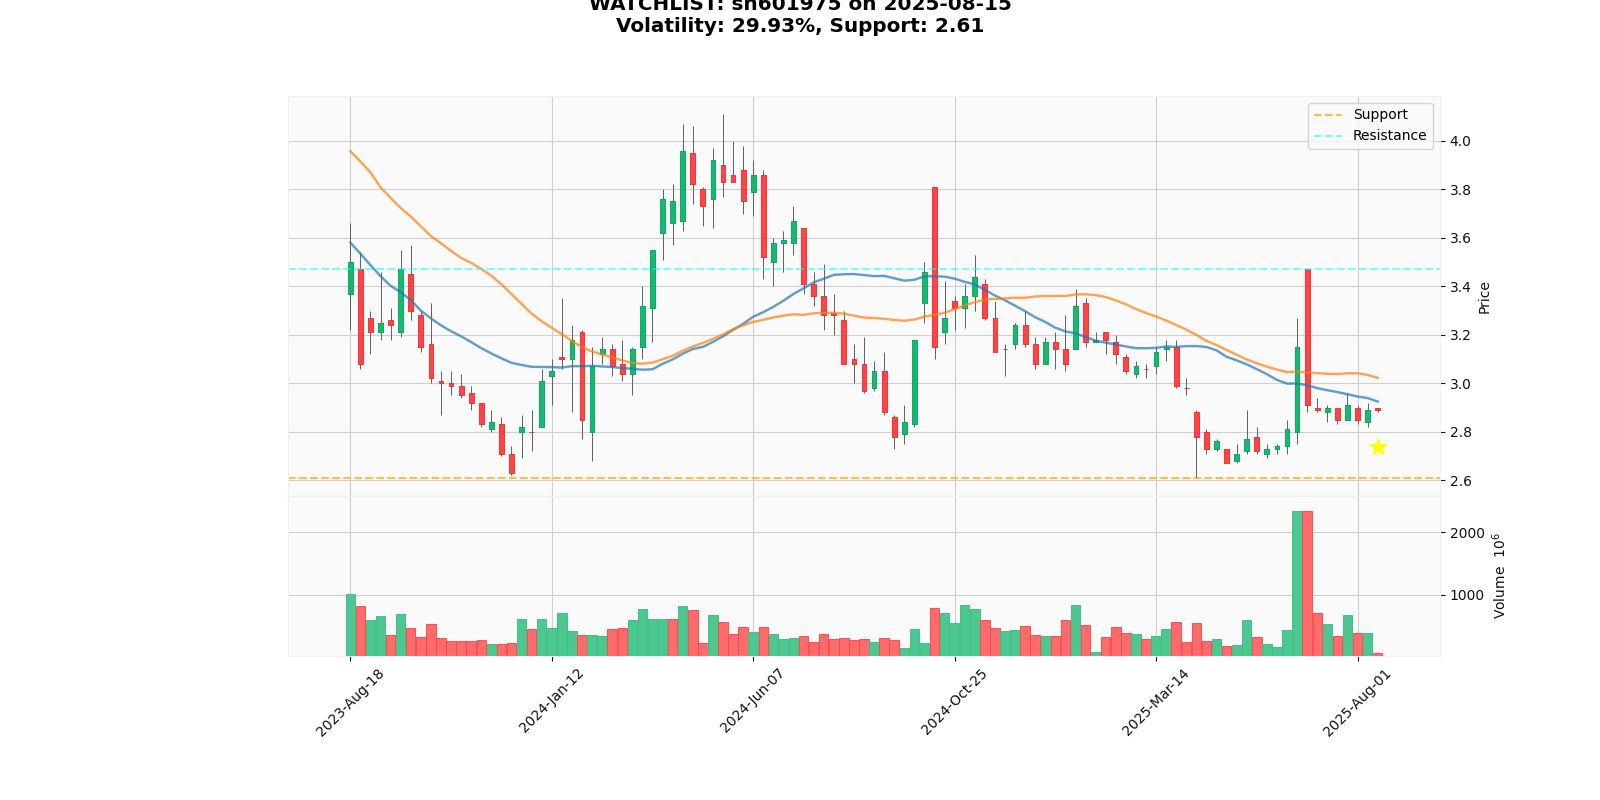 WATCHLIST: sh601975 on 2025-08-15
Volatility: 29.93%, Support: 2.61
Support
Resistance
4.0
3.8
3.6
3.4
3.2
3.0
2.8
2.6
Price
2000
1000
Volume 10⁶
2023-Aug-18
2024-Jan-12
2024-Jun-07
2024-Oct-25
2025-Mar-14
2025-Aug-01